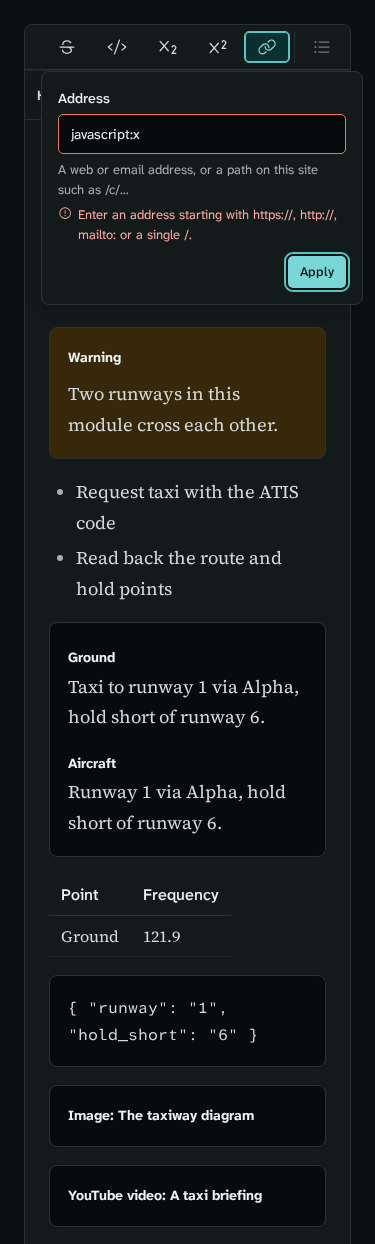 S </> X₂ X²
H
Address
javascript:x
A web or email address, or a path on this site
such as /c/…
Enter an address starting with https://, http://,
mailto: or a single /.
Apply
Warning
Two runways in this
module cross each other.
Request taxi with the ATIS
code
Read back the route and
hold points
Ground
Taxi to runway 1 via Alpha,
hold short of runway 6.
Aircraft
Runway 1 via Alpha, hold
short of runway 6.
Point Frequency
Ground 121.9
{ "runway": "1",
"hold_short": "6" }
Image: The taxiway diagram
YouTube video: A taxi briefing